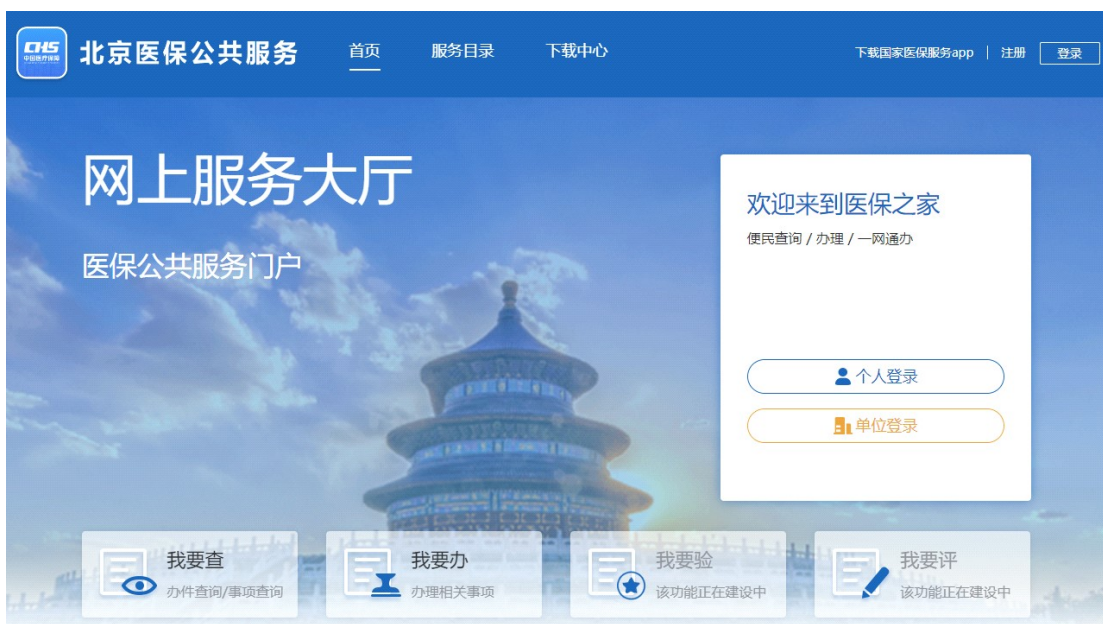 CHS
中国医疗保障
北京医保公共服务
首页
服务目录
下载中心
下载国家医保服务app
注册
登录
网上服务大厅
医保公共服务门户
欢迎来到医保之家
便民查询 / 办理 / 一网通办
个人登录
单位登录
我要查
办件查询/事项查询
我要办
办理相关事项
我要验
该功能正在建设中
我要评
该功能正在建设中